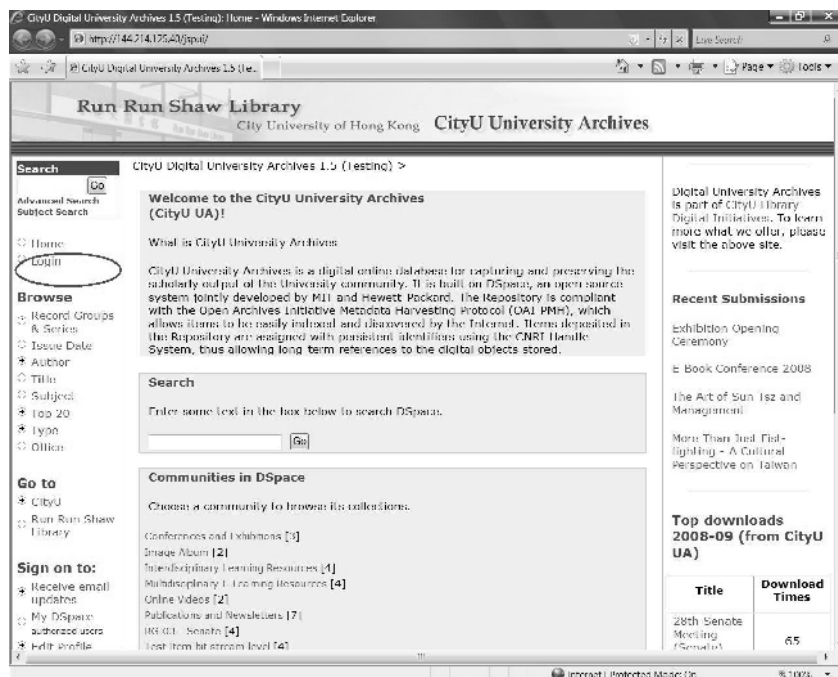 CityU Digital University Archives 1.5 (Testing): Home - Windows Internet Explorer
http://144.214.125.40/jspui/
Live Search
CityU Digital University Archives 1.5 (Te...
Page
Tools
Run Run Shaw Library
City University of Hong Kong
CityU University Archives
Search
Go
Advanced Search
Subject Search
Home
Login
Browse
Record Groups
& Series
Issue Date
Author
Title
Subject
Top 20
Type
Office
Go to
CityU
Run Run Shaw
Library
Sign on to:
Receive email
updates
My DSpace
authorized users
Edit Profile
CityU Digital University Archives 1.5 (Testing) >
Welcome to the CityU University Archives
(CityU UA)!
What is CityU University Archives
CityU University Archives is a digital online database for capturing and preserving the
scholarly output of the University community. It is built on DSpace, an open source
system jointly developed by MIT and Hewlett Packard. The Repository is compliant
with the Open Archives Initiative Metadata Harvesting Protocol (OAI PMH), which
allows items to be easily indexed and discovered by the Internet. Items deposited in
the Repository are assigned with persistent identifiers using the CNRI Handle
System, thus allowing long term references to the digital objects stored.
Search
Enter some text in the box below to search DSpace.
Go
Communities in DSpace
Choose a community to browse its collections.
Conferences and Exhibitions [3]
Image Album [2]
Interdisciplinary Learning Resources [4]
Multidisciplinary E-Learning Resources [4]
Online Videos [2]
Publications and Newsletters [7]
RG 03 - Senate [4]
Test item bit stream level [4]
Digital University Archives
is part of CityU Library
Digital Initiatives. To learn
more what we offer, please
visit the above site.
Recent Submissions
Exhibition Opening
Ceremony
E-Book Conference 2008
The Art of Sun Tsz and
Management
More Than Just Fist-
fighting - A Cultural
Perspective on Taiwan
Top downloads
2008-09 (from CityU
UA)
Title
Download
Times
28th Senate
Meeting
(Senate)
65
Internet | Protected Mode: On
100%